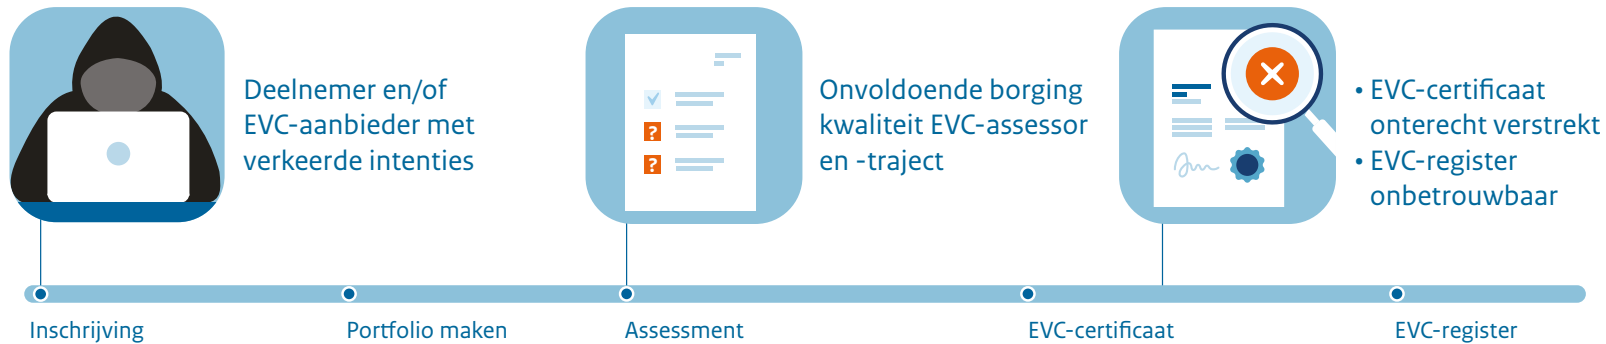 Deelnemer en/of
EVC-aanbieder met
verkeerde intenties
? 
?
Onvoldoende borging
kwaliteit EVC-assessor
en -traject
• EVC-certificaat
onterecht verstrekt
• EVC-register
onbetrouwbaar
Inschrijving
Portfolio maken
Assessment
EVC-certificaat
EVC-register